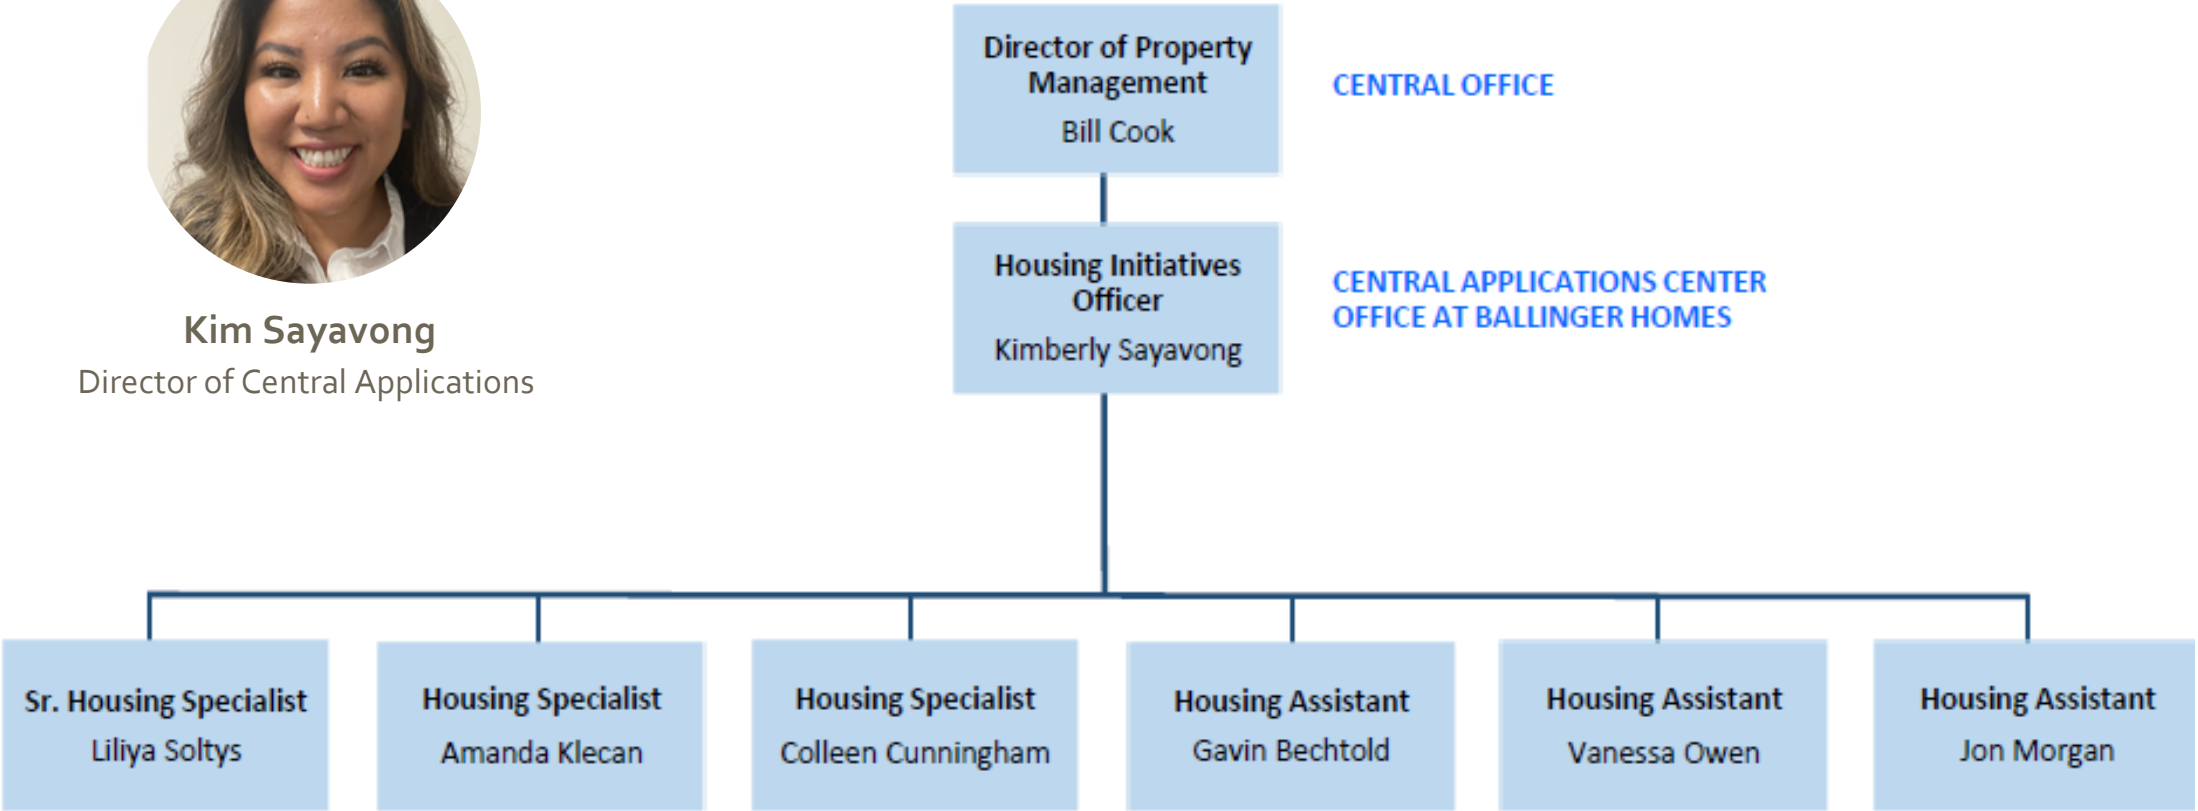 Director of Property
Management
Bill Cook
CENTRAL OFFICE
Housing Initiatives
Officer
Kimberly Sayavong
CENTRAL APPLICATIONS CENTER
OFFICE AT BALLINGER HOMES
Kim Sayavong
Director of Central Applications
Sr. Housing Specialist
Liliya Soltys
Housing Specialist
Amanda Klecan
Housing Specialist
Colleen Cunningham
Housing Assistant
Gavin Bechtold
Housing Assistant
Vanessa Owen
Housing Assistant
Jon Morgan